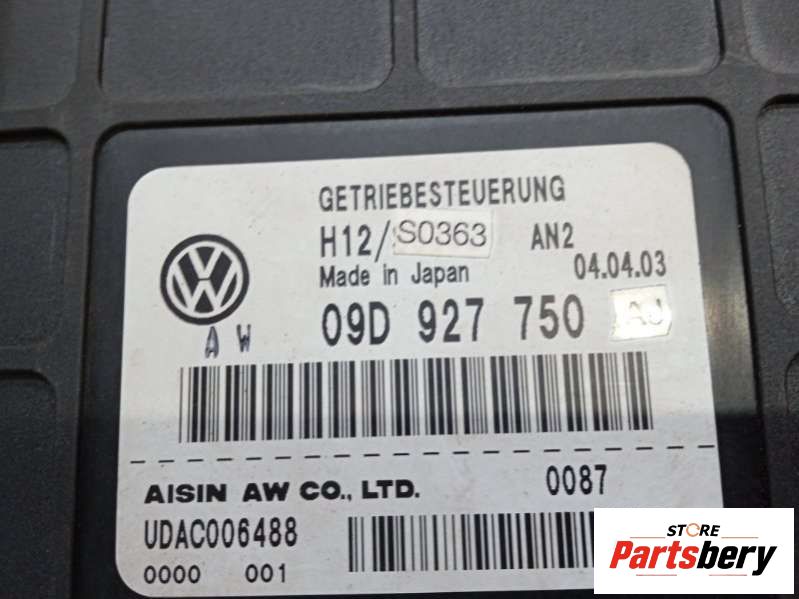 GETRIEBESTEUERUNG
H12/S0363 AN2
Made in Japan 04.04.03
09D 927 750 AJ
A W
AISIN AW CO., LTD. 0087
UDAC006488
0000 001
STORE
Partsbery